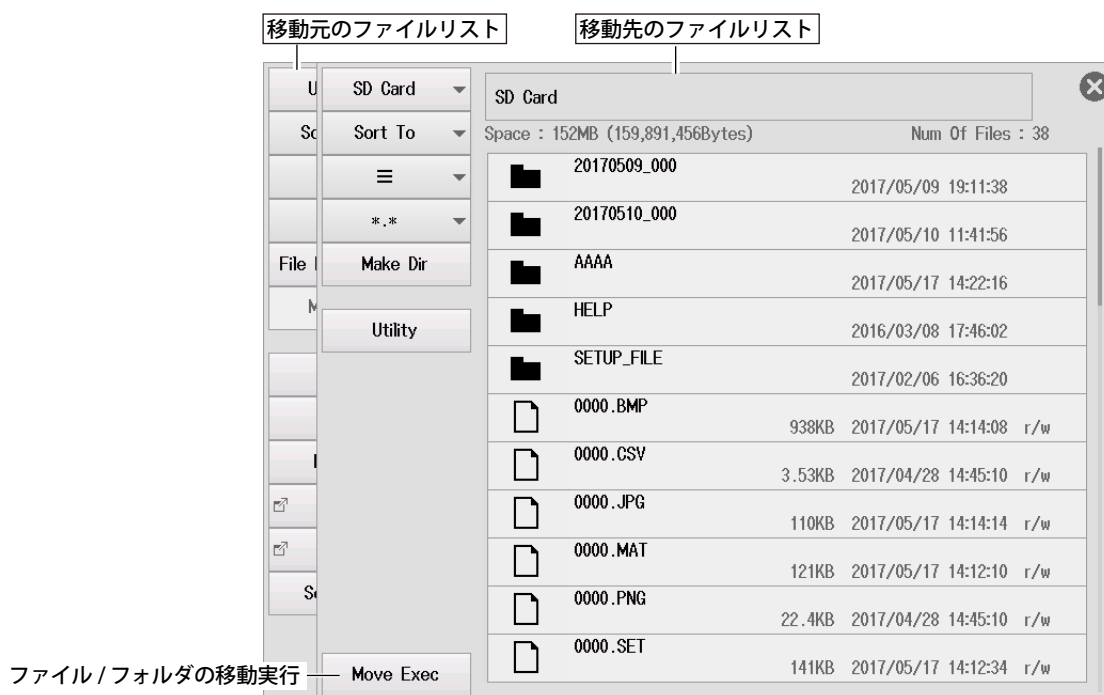 移動元のファイルリスト 移動先のファイルリスト
U SD Card SD Card
So Sort To Space : 152MB (159,891,456Bytes) Num Of Files : 38
20170509_000
2017/05/09 19:11:38
*.* 20170510_000
2017/05/10 11:41:56
File Make Dir AAAA
2017/05/17 14:22:16
M HELP
Utility 2016/03/08 17:46:02
SETUP_FILE
2017/02/06 16:36:20
0000.BMP
938KB 2017/05/17 14:14:08 r/w
0000.CSV
3.53KB 2017/04/28 14:45:10 r/w
0000.JPG
110KB 2017/05/17 14:14:14 r/w
0000.MAT
121KB 2017/05/17 14:12:10 r/w
0000.PNG
22.4KB 2017/04/28 14:45:10 r/w
0000.SET
141KB 2017/05/17 14:12:34 r/w
ファイル / フォルダの移動実行 Move Exec